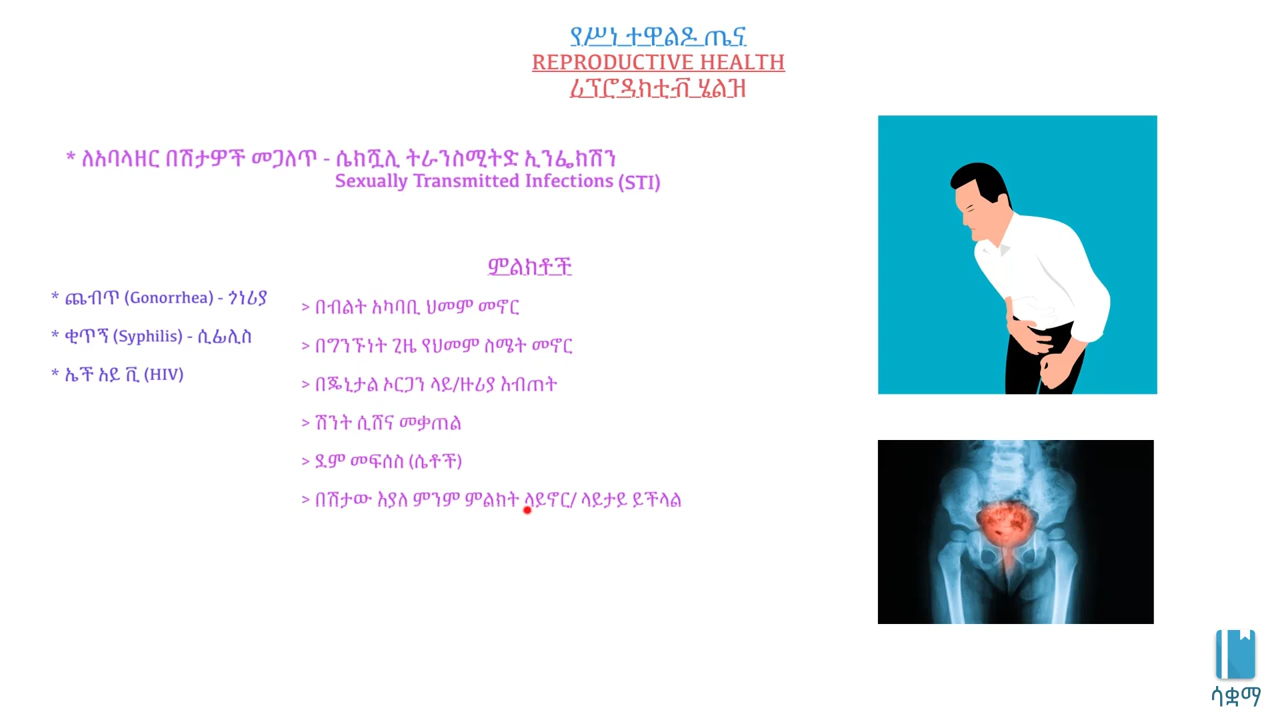 የሥነ ተዋልዶ ጤና
REPRODUCTIVE HEALTH
ሪፕሮዳክቲቭ ሄልዝ
* ለአባላዘር በሽታዎች መጋለጥ - ሴክሿሊ ትራንስሚትድ ኢንፌክሽን
Sexually Transmitted Infections (STI)
ምልክቶች
* ጨብጥ (Gonorrhea) - ጎነሪያ
* ቂጥኝ (Syphilis) - ሲፊሊስ
* ኤች አይ ቪ (HIV)
> በብልት አካባቢ ህመም መኖር
> በግንኙነት ጊዜ የህመም ስሜት መኖር
> በጄኒታል ኦርጋን ላይ/ዙሪያ እብጠት
> ሽንት ሲሸና መቃጠል
> ደም መፍሰስ (ሴቶች)
> በሽታው እያለ ምንም ምልክት ላይኖር/ ላይታይ ይችላል
ሳቋማ